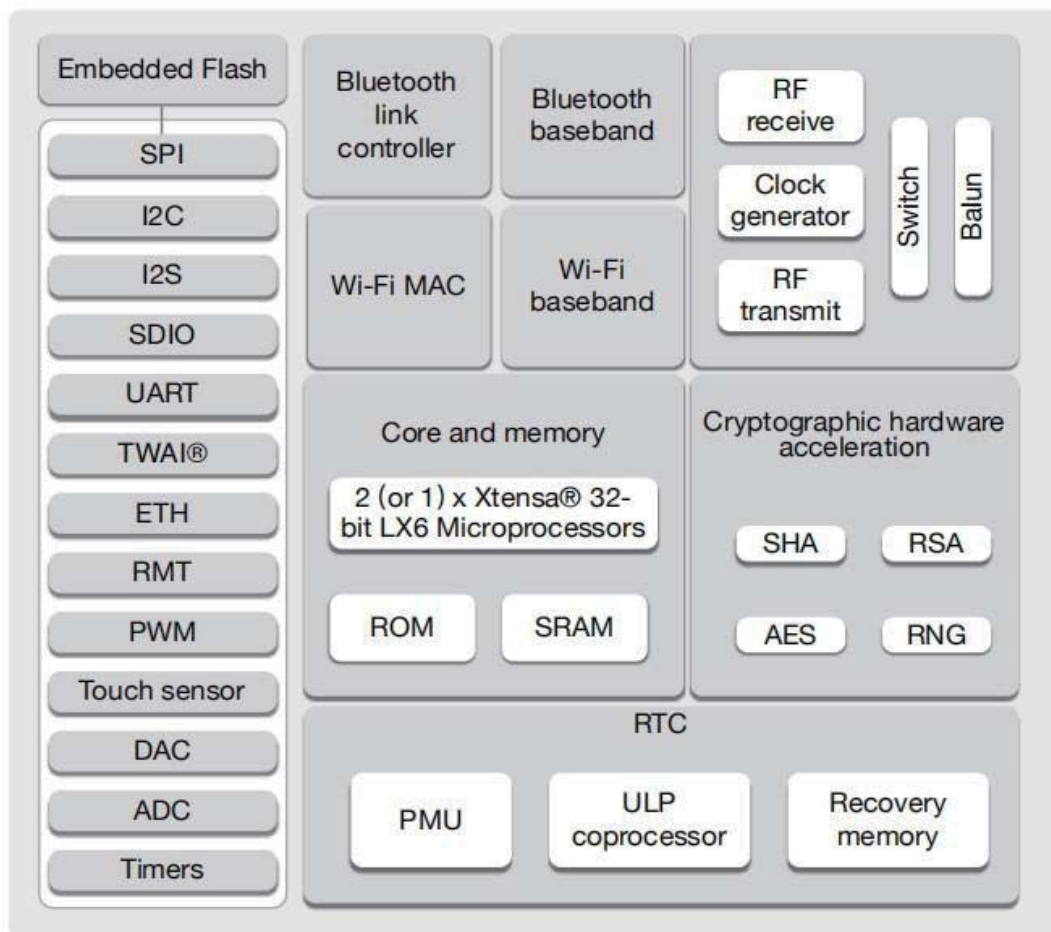 Embedded Flash
SPI
I2C
I2S
SDIO
UART
TWAI®
ETH
RMT
PWM
Touch sensor
DAC
ADC
Timers
Bluetooth
link
controller
Bluetooth
baseband
Wi-Fi MAC
Wi-Fi
baseband
RF
receive
Clock
generator
RF
transmit
Switch
Balun
Core and memory
2 (or 1) x Xtensa® 32-
bit LX6 Microprocessors
ROM
SRAM
Cryptographic hardware
acceleration
SHA
RSA
AES
RNG
RTC
PMU
ULP
coprocessor
Recovery
memory